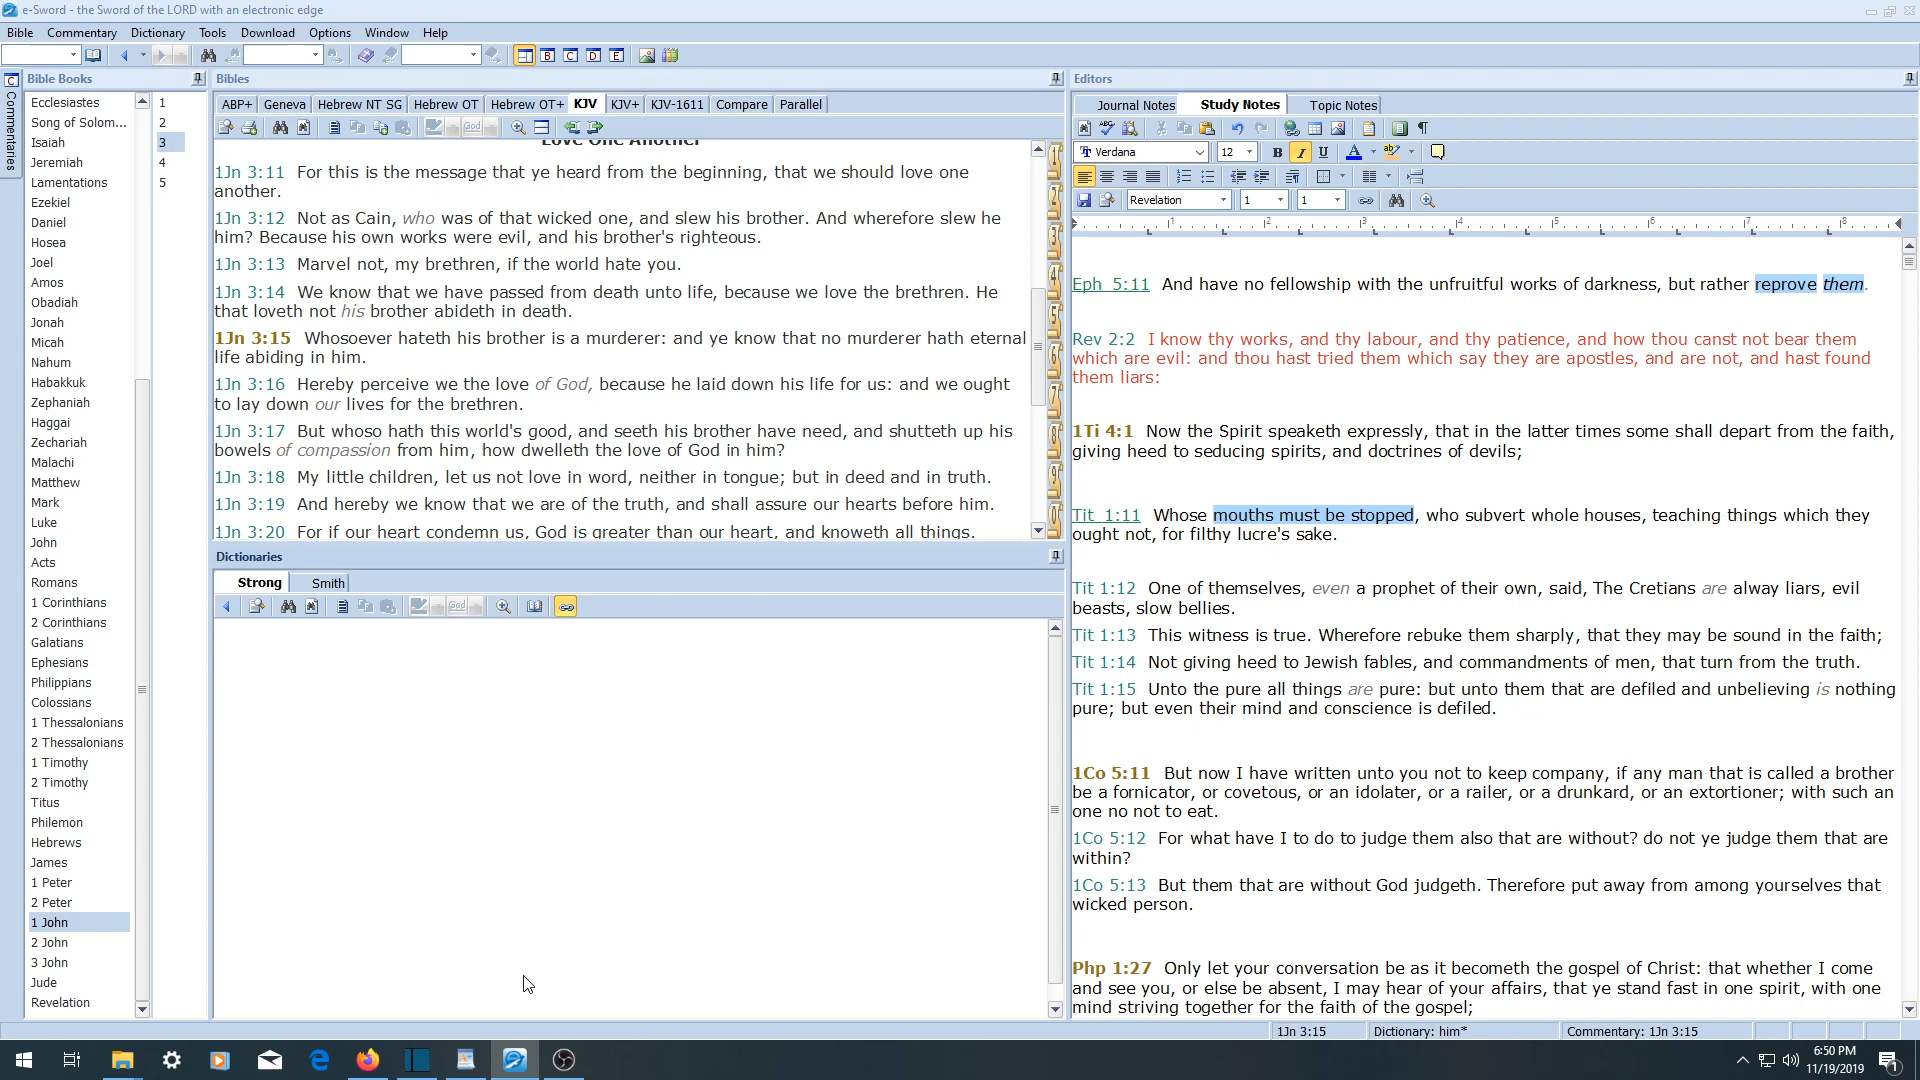 e-Sword - the Sword of the LORD with an electronic edge
Bible Commentary Dictionary Tools Download Options Window Help
B C D E
C Commentaries
Bible Books
Ecclesiastes
Song of Solom...
Isaiah
Jeremiah
Lamentations
Ezekiel
Daniel
Hosea
Joel
Amos
Obadiah
Jonah
Micah
Nahum
Habakkuk
Zephaniah
Haggai
Zechariah
Malachi
Matthew
Mark
Luke
John
Acts
Romans
1 Corinthians
2 Corinthians
Galatians
Ephesians
Philippians
Colossians
1 Thessalonians
2 Thessalonians
1 Timothy
2 Timothy
Titus
Philemon
Hebrews
James
1 Peter
2 Peter
1 John
2 John
3 John
Jude
Revelation
1
2
3
4
5
Bibles
ABP+ Geneva Hebrew NT SG Hebrew OT Hebrew OT+ KJV KJV+ KJV-1611 Compare Parallel
God
Love One Another
1Jn 3:11 For this is the message that ye heard from the beginning, that we should love one
another.
1Jn 3:12 Not as Cain, who was of that wicked one, and slew his brother. And wherefore slew he
him? Because his own works were evil, and his brother's righteous.
1Jn 3:13 Marvel not, my brethren, if the world hate you.
1Jn 3:14 We know that we have passed from death unto life, because we love the brethren. He
that loveth not his brother abideth in death.
1Jn 3:15 Whosoever hateth his brother is a murderer: and ye know that no murderer hath eternal
life abiding in him.
1Jn 3:16 Hereby perceive we the love of God, because he laid down his life for us: and we ought
to lay down our lives for the brethren.
1Jn 3:17 But whoso hath this world's good, and seeth his brother have need, and shutteth up his
bowels of compassion from him, how dwelleth the love of God in him?
1Jn 3:18 My little children, let us not love in word, neither in tongue; but in deed and in truth.
1Jn 3:19 And hereby we know that we are of the truth, and shall assure our hearts before him.
1Jn 3:20 For if our heart condemn us, God is greater than our heart, and knoweth all things.
1
2
3
4
5
6
7
8
9
0
Dictionaries
Strong Smith
God
Editors
Journal Notes Study Notes Topic Notes
Verdana 12 B I U A
Revelation 1 1
1 2 3 4 5 6 7 8
Eph 5:11 And have no fellowship with the unfruitful works of darkness, but rather reprove them.
Rev 2:2 I know thy works, and thy labour, and thy patience, and how thou canst not bear them
which are evil: and thou hast tried them which say they are apostles, and are not, and hast found
them liars:
1Ti 4:1 Now the Spirit speaketh expressly, that in the latter times some shall depart from the faith,
giving heed to seducing spirits, and doctrines of devils;
Tit 1:11 Whose mouths must be stopped, who subvert whole houses, teaching things which they
ought not, for filthy lucre's sake.
Tit 1:12 One of themselves, even a prophet of their own, said, The Cretians are alway liars, evil
beasts, slow bellies.
Tit 1:13 This witness is true. Wherefore rebuke them sharply, that they may be sound in the faith;
Tit 1:14 Not giving heed to Jewish fables, and commandments of men, that turn from the truth.
Tit 1:15 Unto the pure all things are pure: but unto them that are defiled and unbelieving is nothing
pure; but even their mind and conscience is defiled.
1Co 5:11 But now I have written unto you not to keep company, if any man that is called a brother
be a fornicator, or covetous, or an idolater, or a railer, or a drunkard, or an extortioner; with such an
one no not to eat.
1Co 5:12 For what have I to do to judge them also that are without? do not ye judge them that are
within?
1Co 5:13 But them that are without God judgeth. Therefore put away from among yourselves that
wicked person.
Php 1:27 Only let your conversation be as it becometh the gospel of Christ: that whether I come
and see you, or else be absent, I may hear of your affairs, that ye stand fast in one spirit, with one
mind striving together for the faith of the gospel;
1Jn 3:15 Dictionary: him* Commentary: 1Jn 3:15
6:50 PM
11/19/2019
1